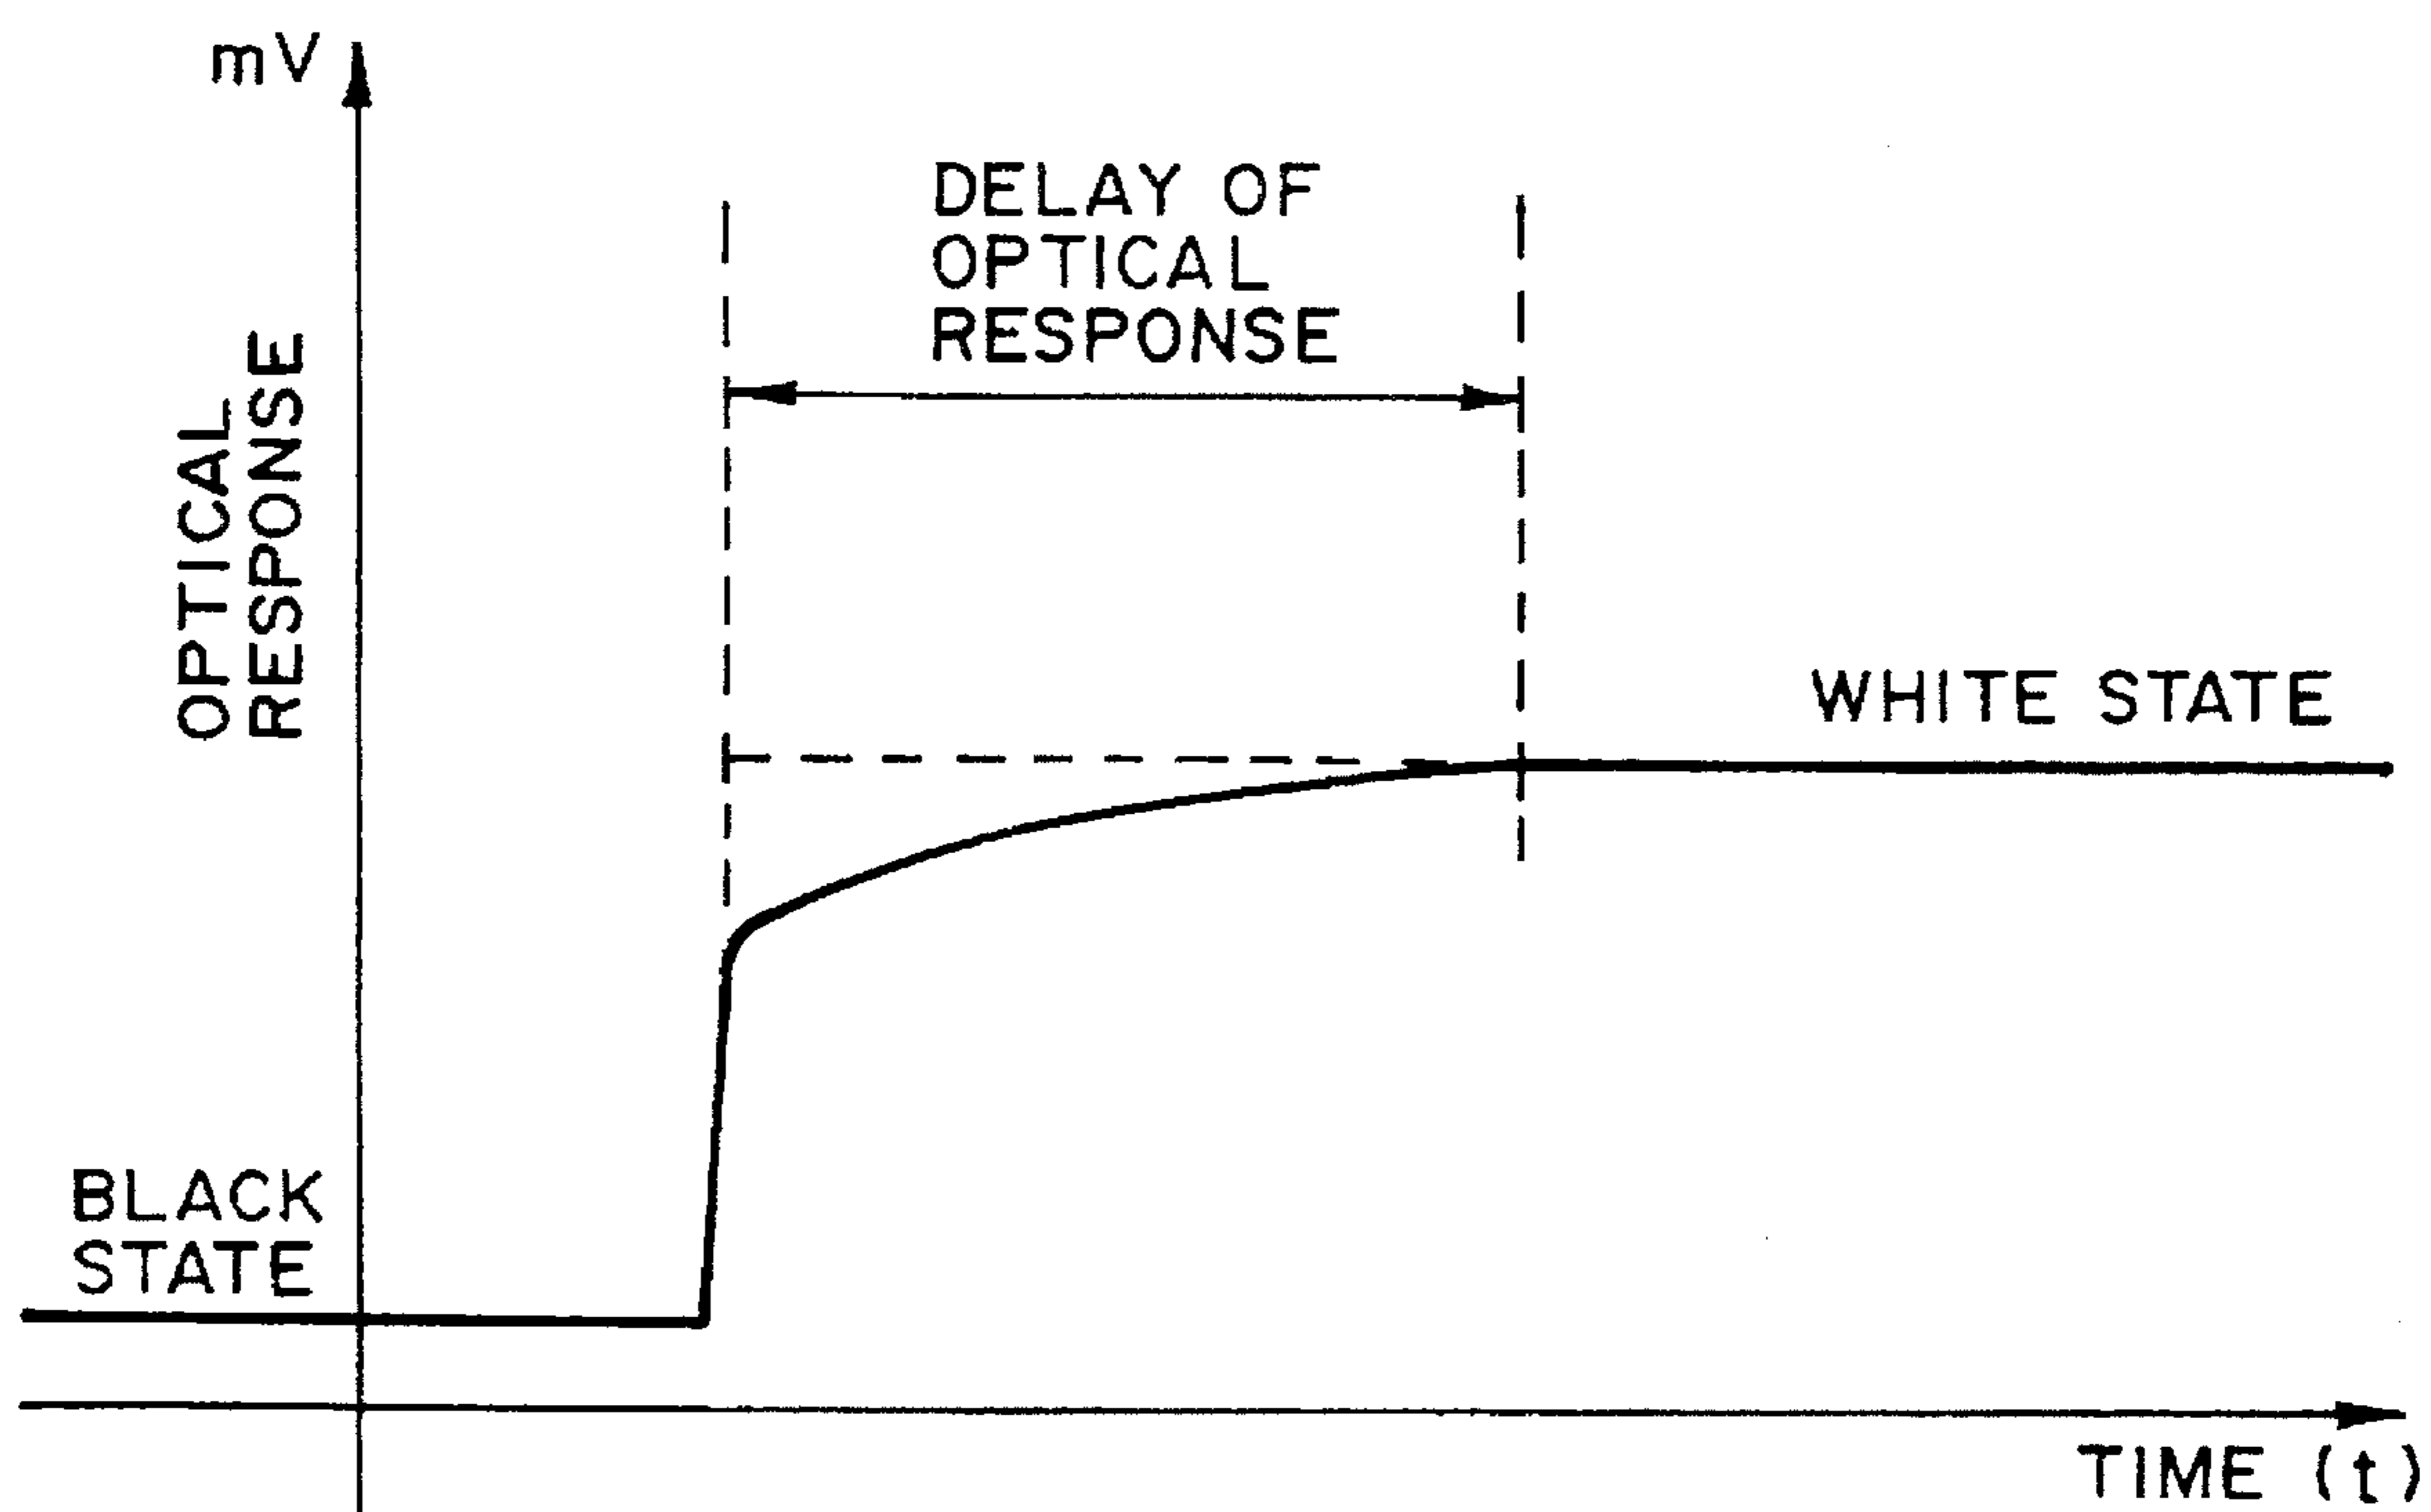 mV
DELAY OF
OPTICAL
RESPONSE
OPTICAL
RESPONSE
WHITE STATE
BLACK
STATE
TIME (t)